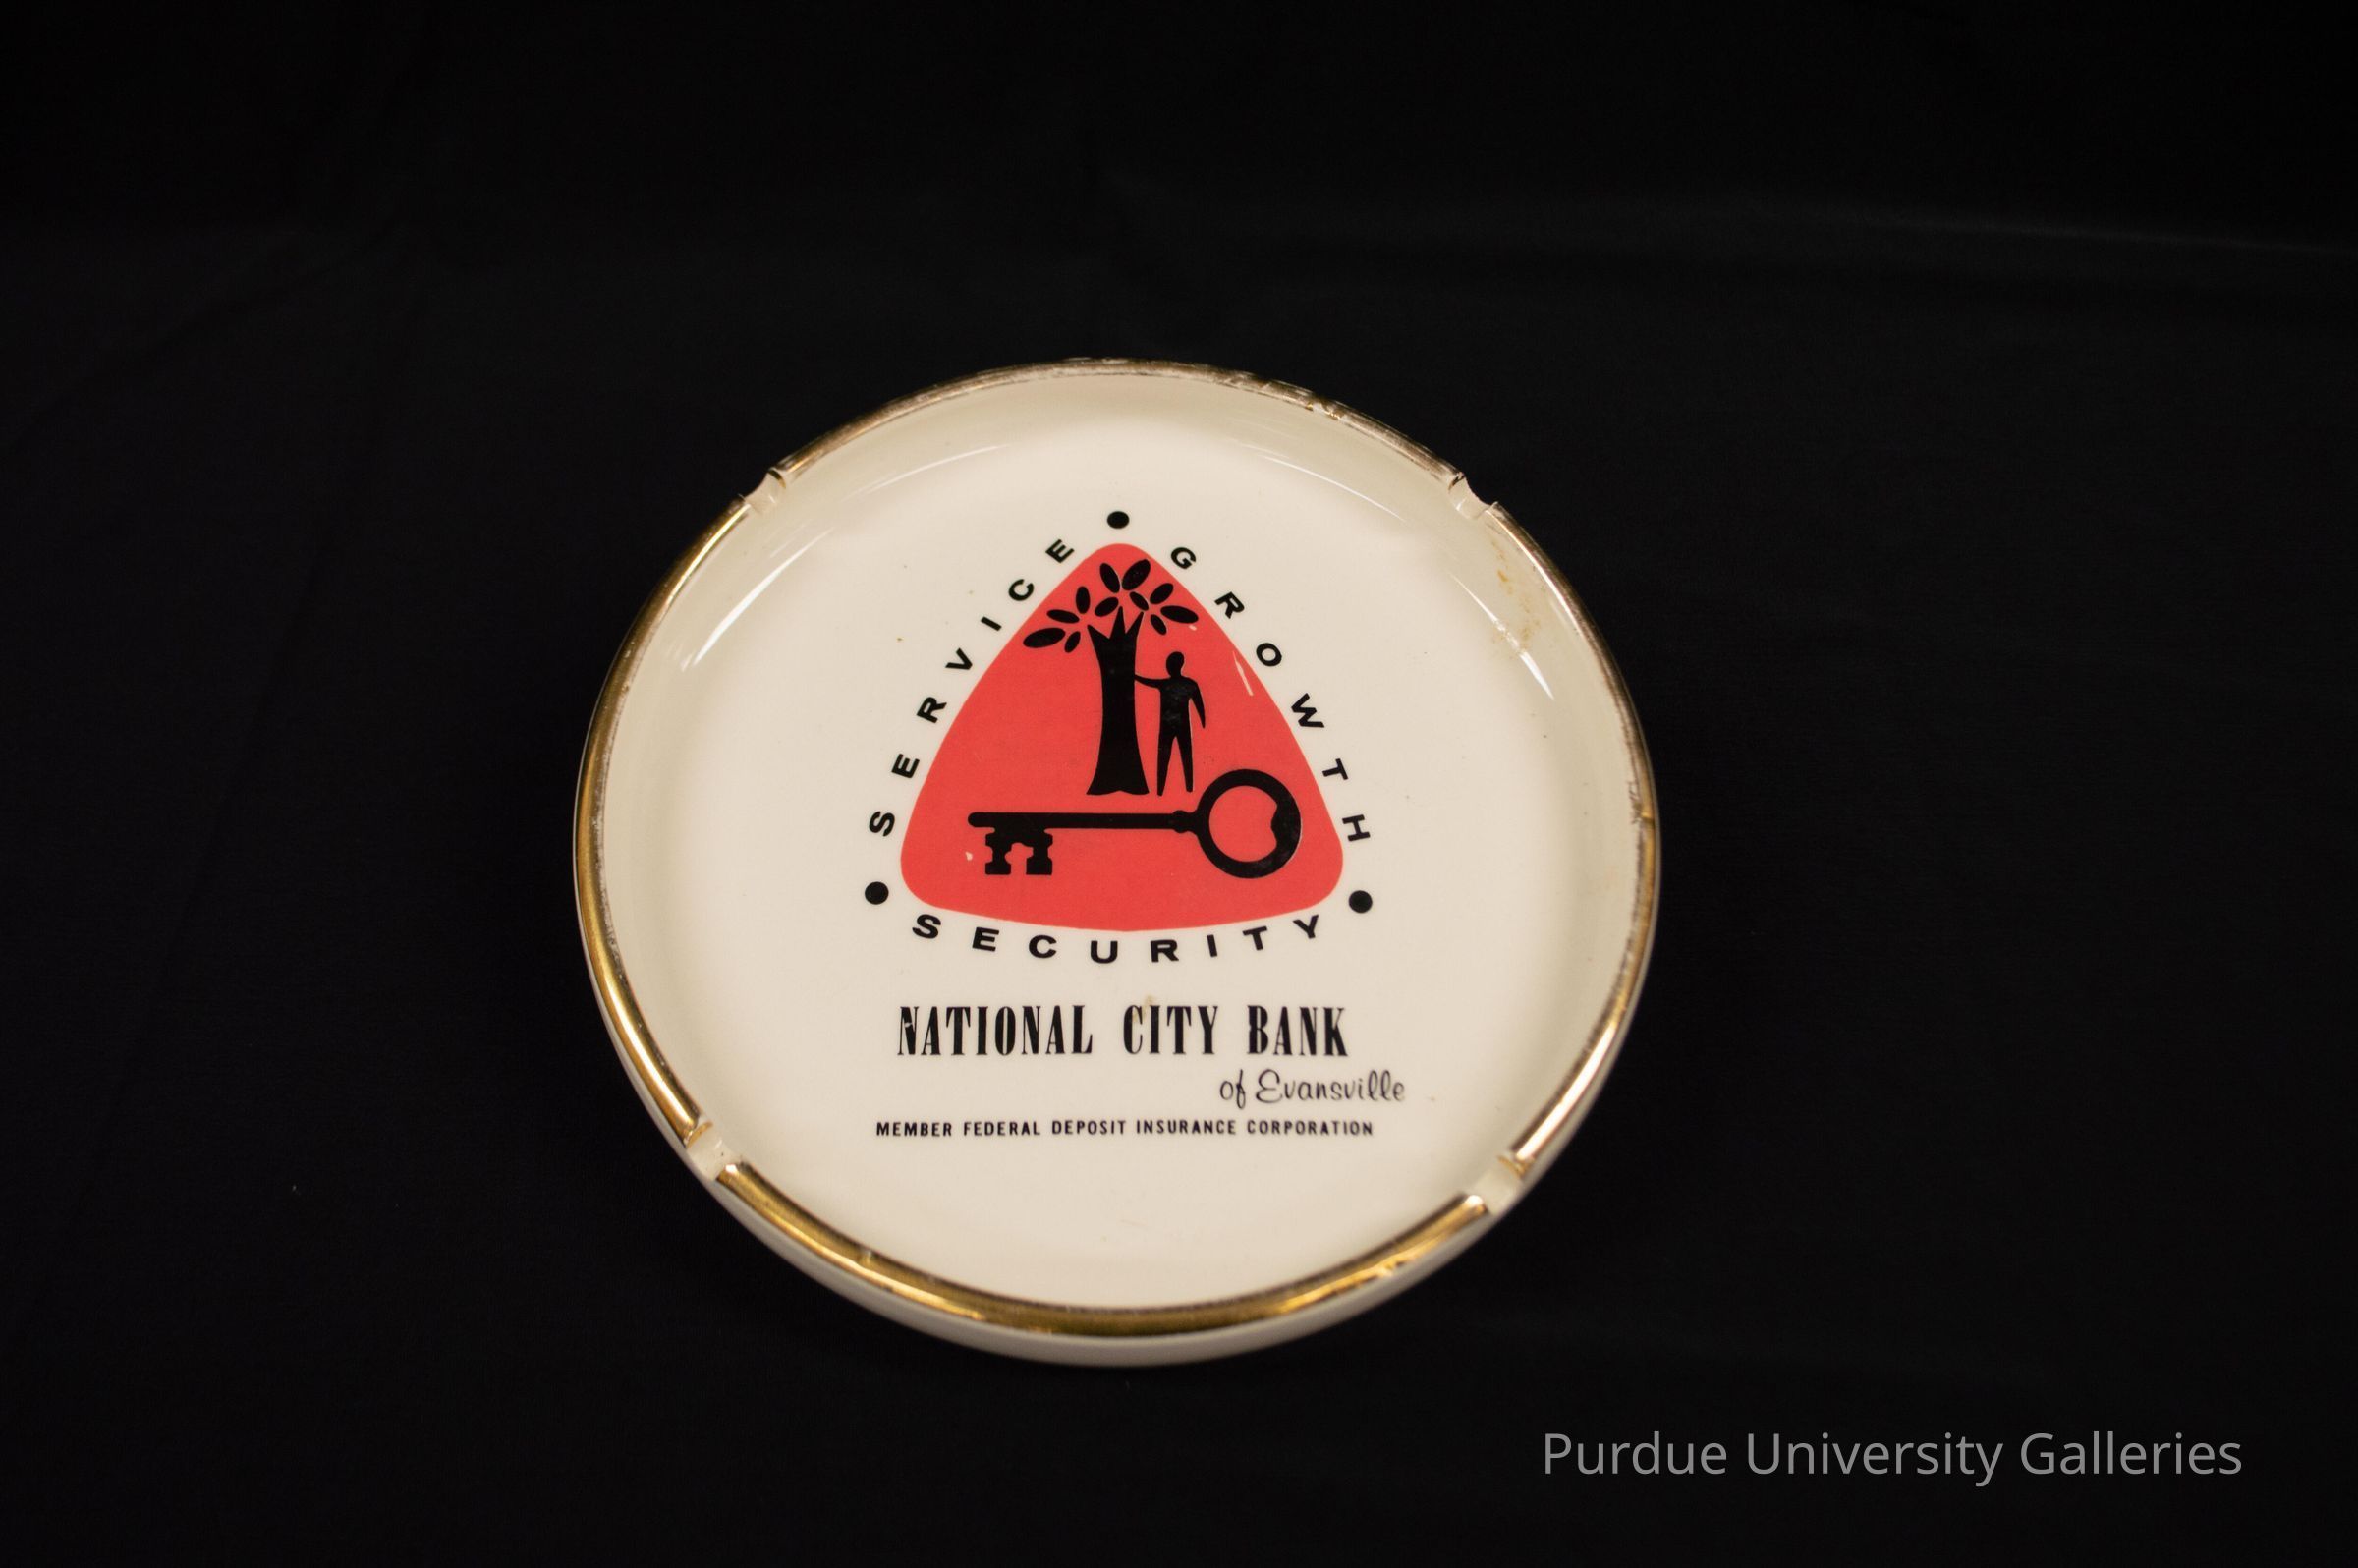 SERVICE
GROWTH
SECURITY
NATIONAL CITY BANK
of Evansville
MEMBER FEDERAL DEPOSIT INSURANCE CORPORATION
Purdue University Galleries